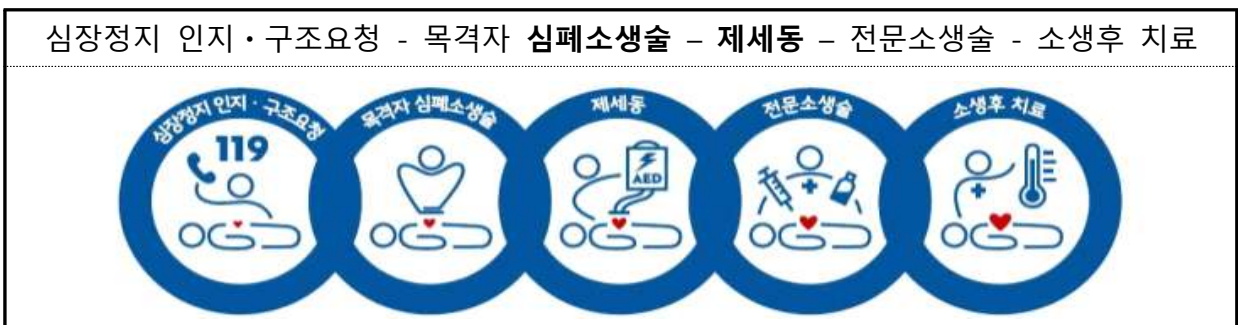 심장정지 인지・구조요청 - 목격자 심폐소생술 – 제세동 – 전문소생술 - 소생후 치료
심장정지 인지 · 구조요청
목격자 심폐소생술
제세동
전문소생술
소생후 치료
119
AED